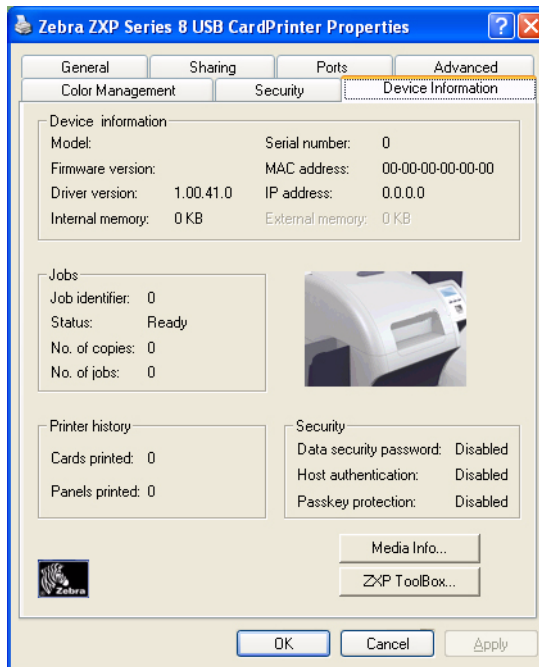 Zebra ZXP Series 8 USB CardPrinter Properties
General Sharing Ports Advanced
Color Management Security Device Information
Device information
Model: Serial number: 0
Firmware version: MAC address: 00-00-00-00-00-00
Driver version: 1.00.41.0 IP address: 0.0.0.0
Internal memory: 0 KB External memory: 0 KB
Jobs
Job identifier: 0
Status: Ready
No. of copies: 0
No. of jobs: 0
Printer history
Cards printed: 0
Panels printed: 0
Security
Data security password: Disabled
Host authentication: Disabled
Passkey protection: Disabled
Media Info...
ZXP ToolBox...
Zebra
OK Cancel Apply